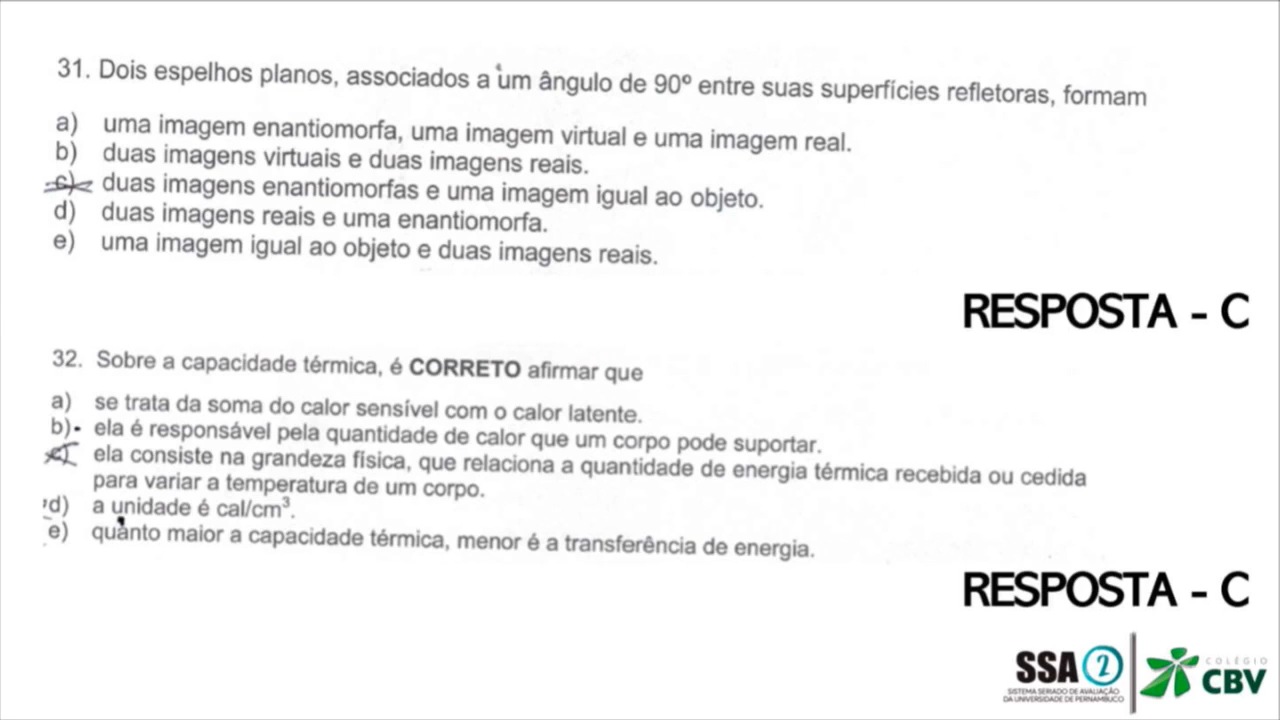 31. Dois espelhos planos, associados a um ângulo de 90º entre suas superfícies refletoras, formam
a) uma imagem enantiomorfa, uma imagem virtual e uma imagem real.
b) duas imagens virtuais e duas imagens reais.
c) duas imagens enantiomorfas e uma imagem igual ao objeto.
d) duas imagens reais e uma enantiomorfa.
e) uma imagem igual ao objeto e duas imagens reais.
RESPOSTA - C
32. Sobre a capacidade térmica, é CORRETO afirmar que
a) se trata da soma do calor sensível com o calor latente.
b) ela é responsável pela quantidade de calor que um corpo pode suportar.
c) ela consiste na grandeza física, que relaciona a quantidade de energia térmica recebida ou cedida
para variar a temperatura de um corpo.
d) a unidade é cal/cm³.
e) quanto maior a capacidade térmica, menor é a transferência de energia.
RESPOSTA - C
SSA 2
SISTEMA SERIADO DE AVALIAÇÃO
DA UNIVERSIDADE DE PERNAMBUCO
COLÉGIO
CBV